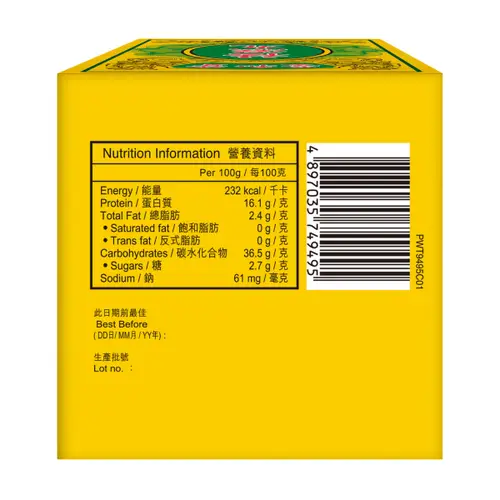 Nutrition Information 營養資料
Per 100g / 每100克
Energy / 能量 232 kcal / 千卡
Protein / 蛋白質 16.1 g / 克
Total Fat / 總脂肪 2.4 g / 克
• Saturated fat / 飽和脂肪 0 g / 克
• Trans fat / 反式脂肪 0 g / 克
Carbohydrates / 碳水化合物 36.5 g / 克
• Sugars / 糖 2.7 g / 克
Sodium / 鈉 61 mg / 毫克
4 897035 749495
PWT9495C01
此日期前最佳
Best Before
( DD日/ MM月 / YY年) :
生產批號
Lot no. :